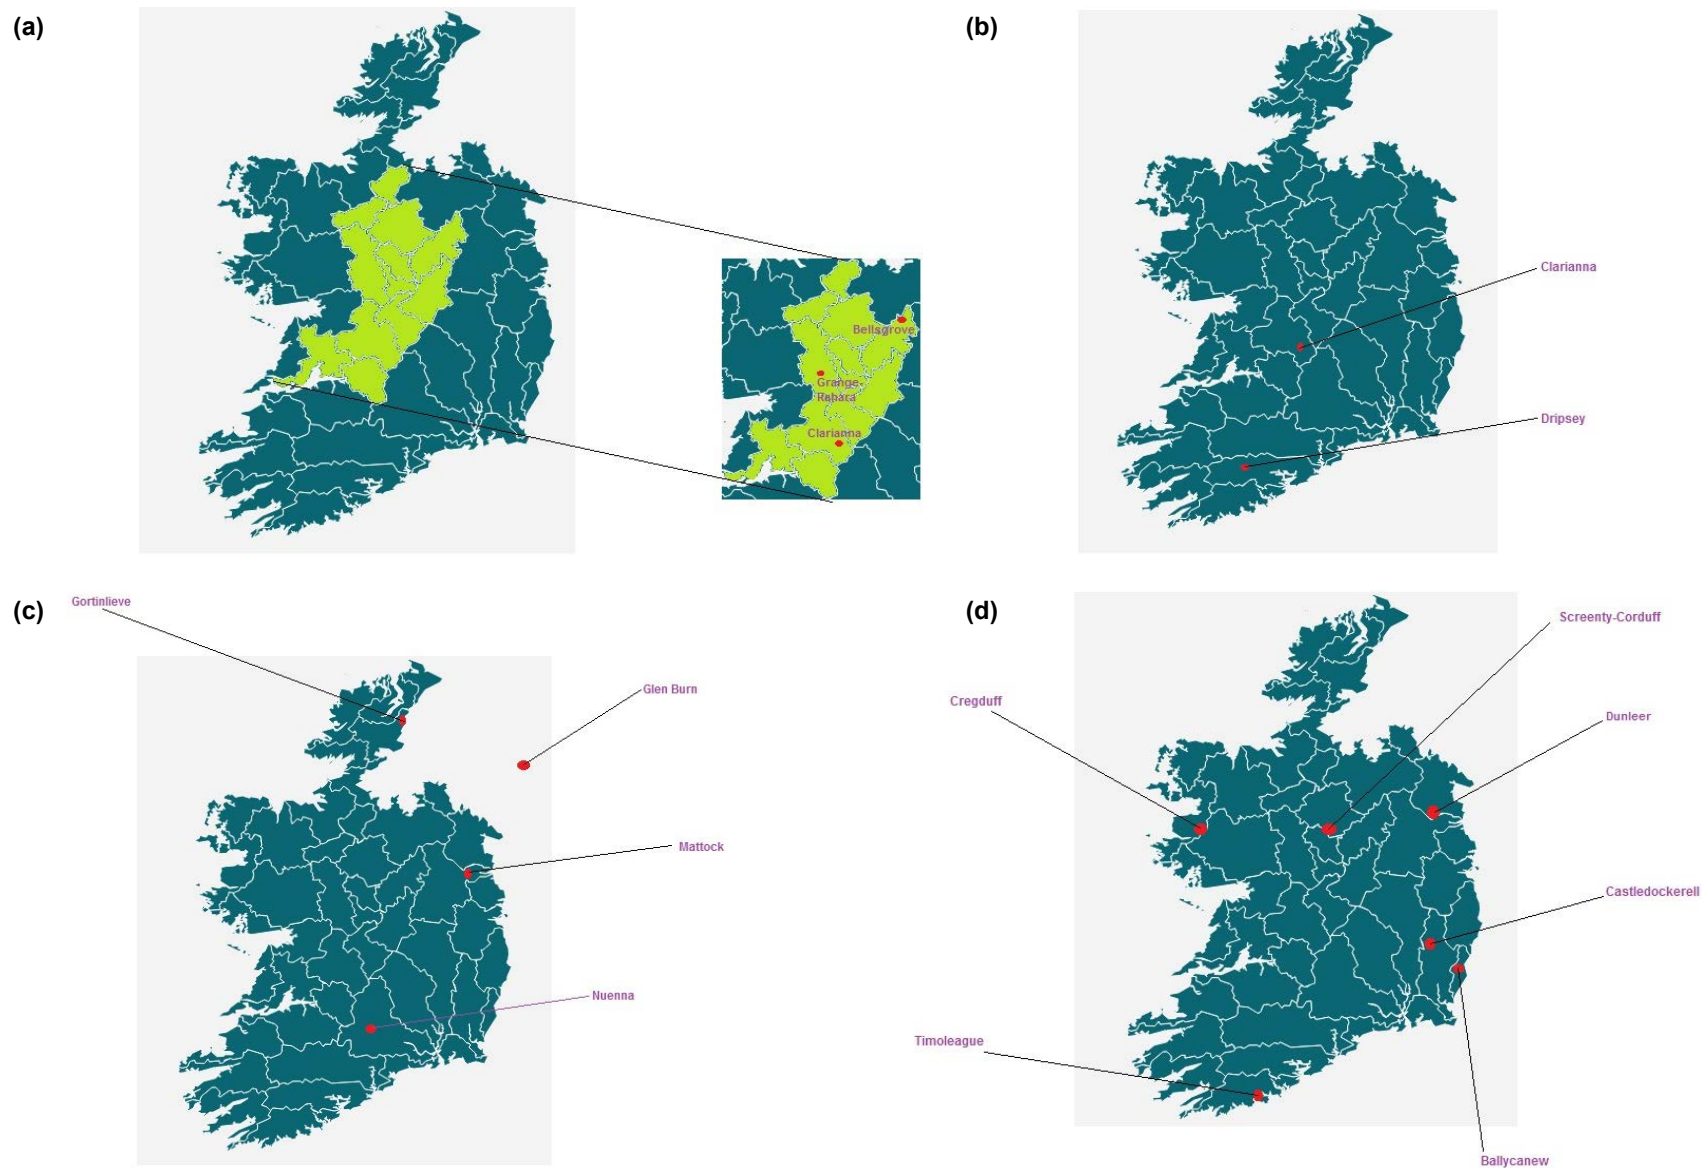 (a)
Bellsgrove
Grange
Rahara
Clarianna
(b)
Clarianna
Dripsey
(c)
Gortinlieve
Glen Burn
Mattock
Nuenna
(d)
Screenty-Corduff
Cregduff
Dunleer
Castledockerell
Timoleague
Ballycanew